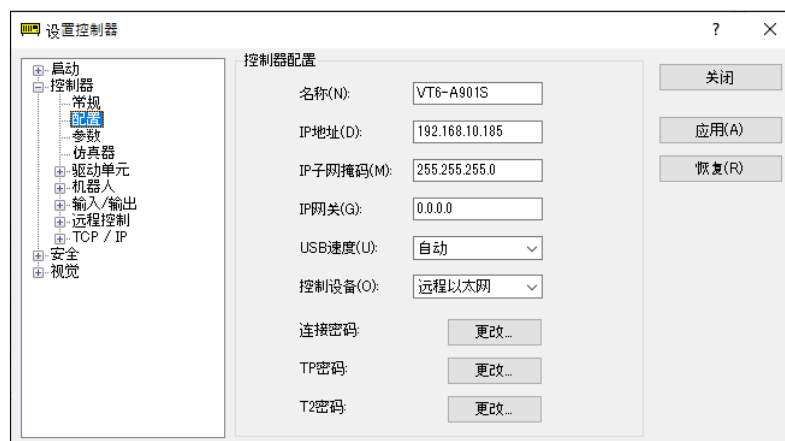 设置控制器
?
启动
控制器
常规
配置
参数
仿真器
驱动单元
机器人
输入/输出
远程控制
TCP / IP
安全
视觉
控制器配置
名称(N):
VT6-A901S
IP地址(D):
192.168.10.185
IP子网掩码(M):
255.255.255.0
IP网关(G):
0.0.0.0
USB速度(U):
自动
控制设备(O):
远程以太网
连接密码:
更改...
TP密码:
更改...
T2密码:
更改...
关闭
应用(A)
恢复(R)